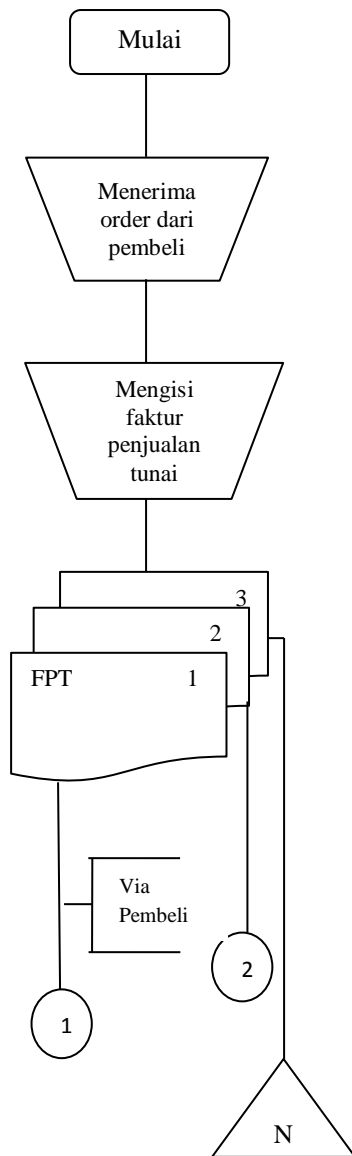 Mulai
Menerima
order dari
pembeli
Mengisi
faktur
penjualan
tunai
3
2
FPT 1
Via
Pembeli
2
1
N